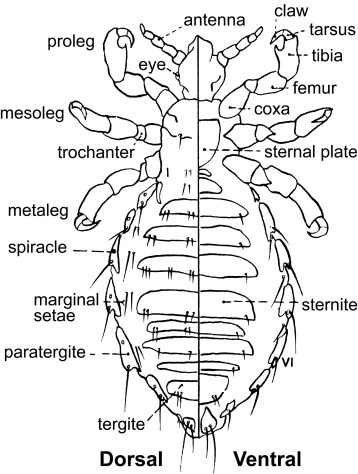 antenna
claw
tarsus
proleg
tibia
eye
femur
mesoleg
coxa
trochanter
sternal plate
metaleg
spiracle
marginal
setae
sternite
paratergite
VI
tergite
Dorsal
Ventral